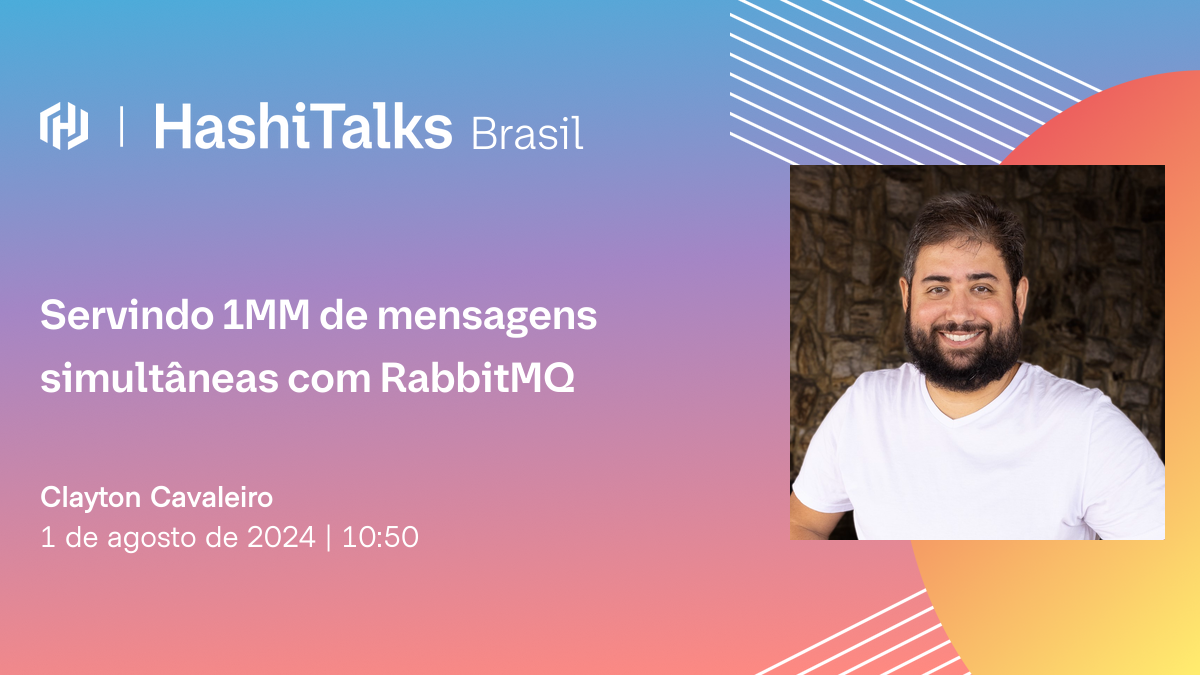 HashiTalks Brasil
Servindo 1MM de mensagens
simultâneas com RabbitMQ
Clayton Cavaleiro
1 de agosto de 2024 | 10:50